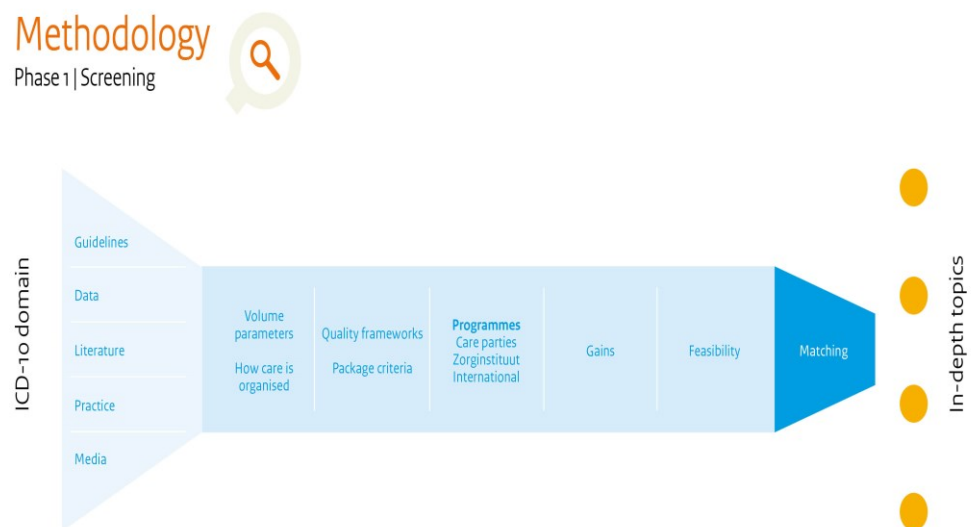 Methodology
Phase 1 | Screening
ICD-10 domain
Guidelines
Data
Literature
Practice
Media
Volume
parameters
How care is
organised
Quality frameworks
Package criteria
Programmes
Care parties
Zorginstituut
International
Gains
Feasibility
Matching
In-depth topics